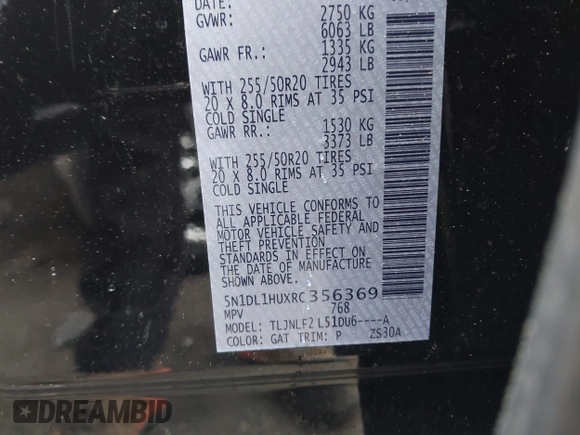 DATE:
GVWR: 2750 KG
6063 LB
GAWR FR.: 1335 KG
2943 LB
WITH 255/50R20 TIRES
20 X 8.0 RIMS AT 35 PSI
COLD SINGLE
GAWR RR.: 1530 KG
3373 LB
WITH 255/50R20 TIRES
20 X 8.0 RIMS AT 35 PSI
COLD SINGLE
THIS VEHICLE CONFORMS TO
ALL APPLICABLE FEDERAL
MOTOR VEHICLE SAFETY AND
THEFT PREVENTION
STANDARDS IN EFFECT ON
THE DATE OF MANUFACTURE
SHOWN ABOVE.
5N1DL1HUXRC356369
MPV 768
MODEL: TLJNLF2 L51DU6----A
COLOR: GAT TRIM: P ZS30A
DREAMBID